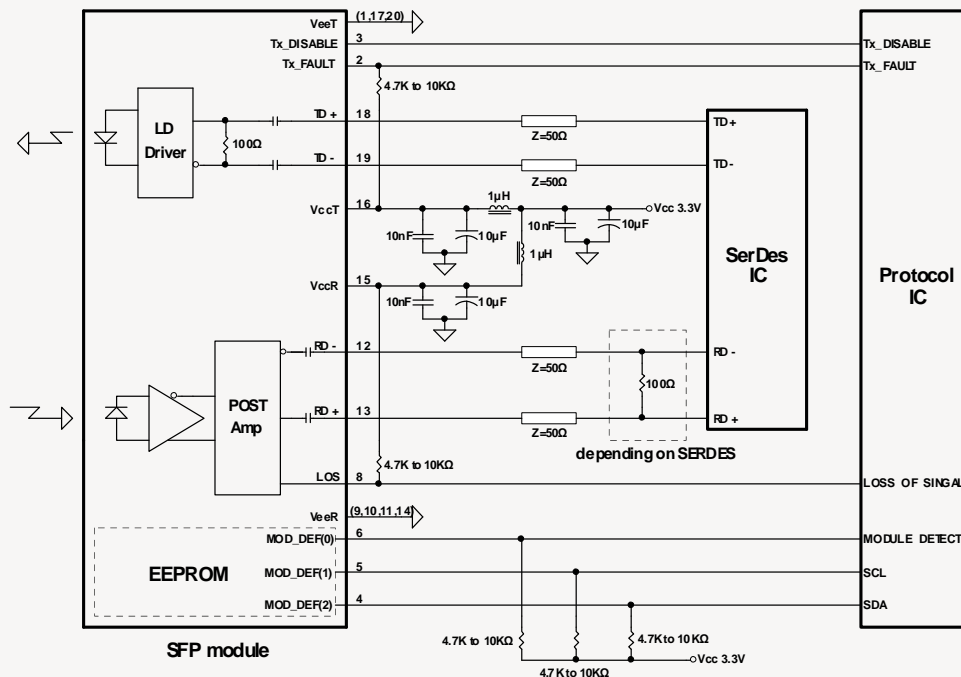 VeeT (1,17,20)
Tx_DISABLE 3 Tx_DISABLE
Tx_FAULT 2 Tx_FAULT
4.7K to 10KΩ
LD
Driver
100Ω
TD+ 18 TD+
Z=50Ω
TD- 19 TD-
Z=50Ω
1μH
VccT 16 Vcc 3.3V
10nF 10μF 10nF 10μF
1μH
SerDes
IC
Protocol
IC
VccR 15
10nF 10μF
RD- 12 RD-
Z=50Ω
100Ω
POST
Amp
RD+ 13 RD+
Z=50Ω
depending on SERDES
4.7K to 10KΩ
LOS 8 LOSS OF SINGAL
VeeR (9,10,11,14)
MOD_DEF(0) 6 MODULE DETECT
EEPROM
MOD_DEF(1) 5 SCL
MOD_DEF(2) 4 SDA
4.7K to 10KΩ 4.7K to 10KΩ
4.7K to 10KΩ
Vcc 3.3V
SFP module